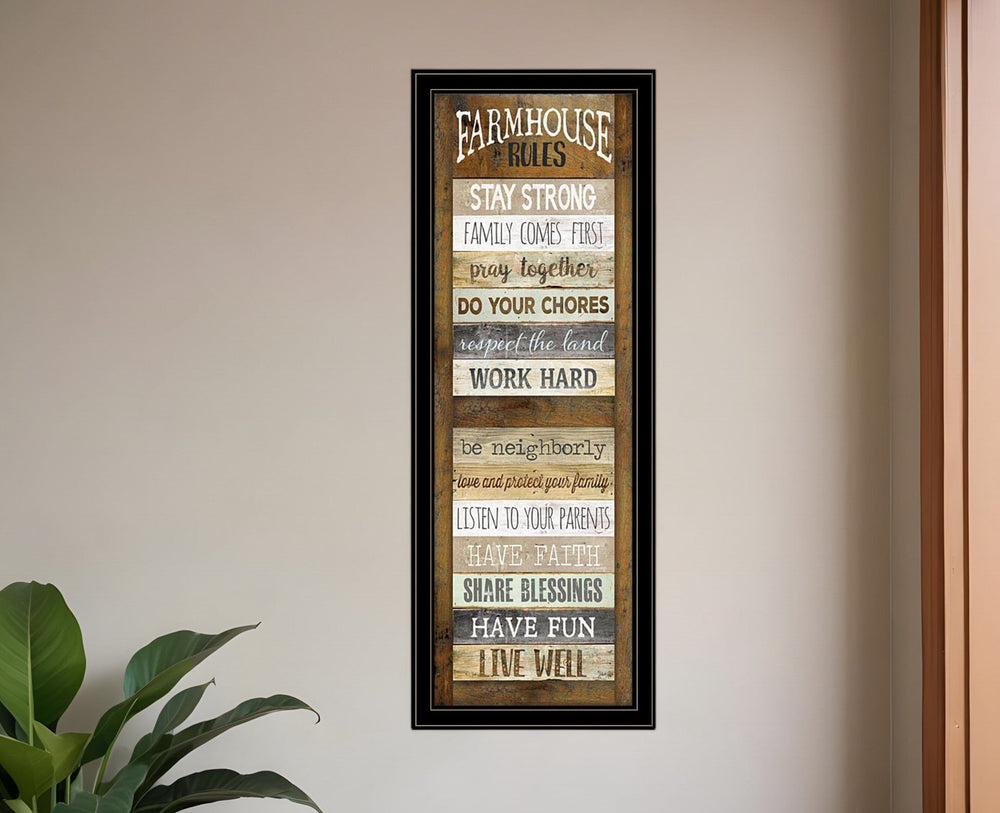 FARMHOUSE
RULES
STAY STRONG
FAMILY COMES FIRST
pray together
DO YOUR CHORES
respect the land
WORK HARD
be neighborly
love and protect your family
LISTEN TO YOUR PARENTS
HAVE FAITH
SHARE BLESSINGS
HAVE FUN
LIVE WELL